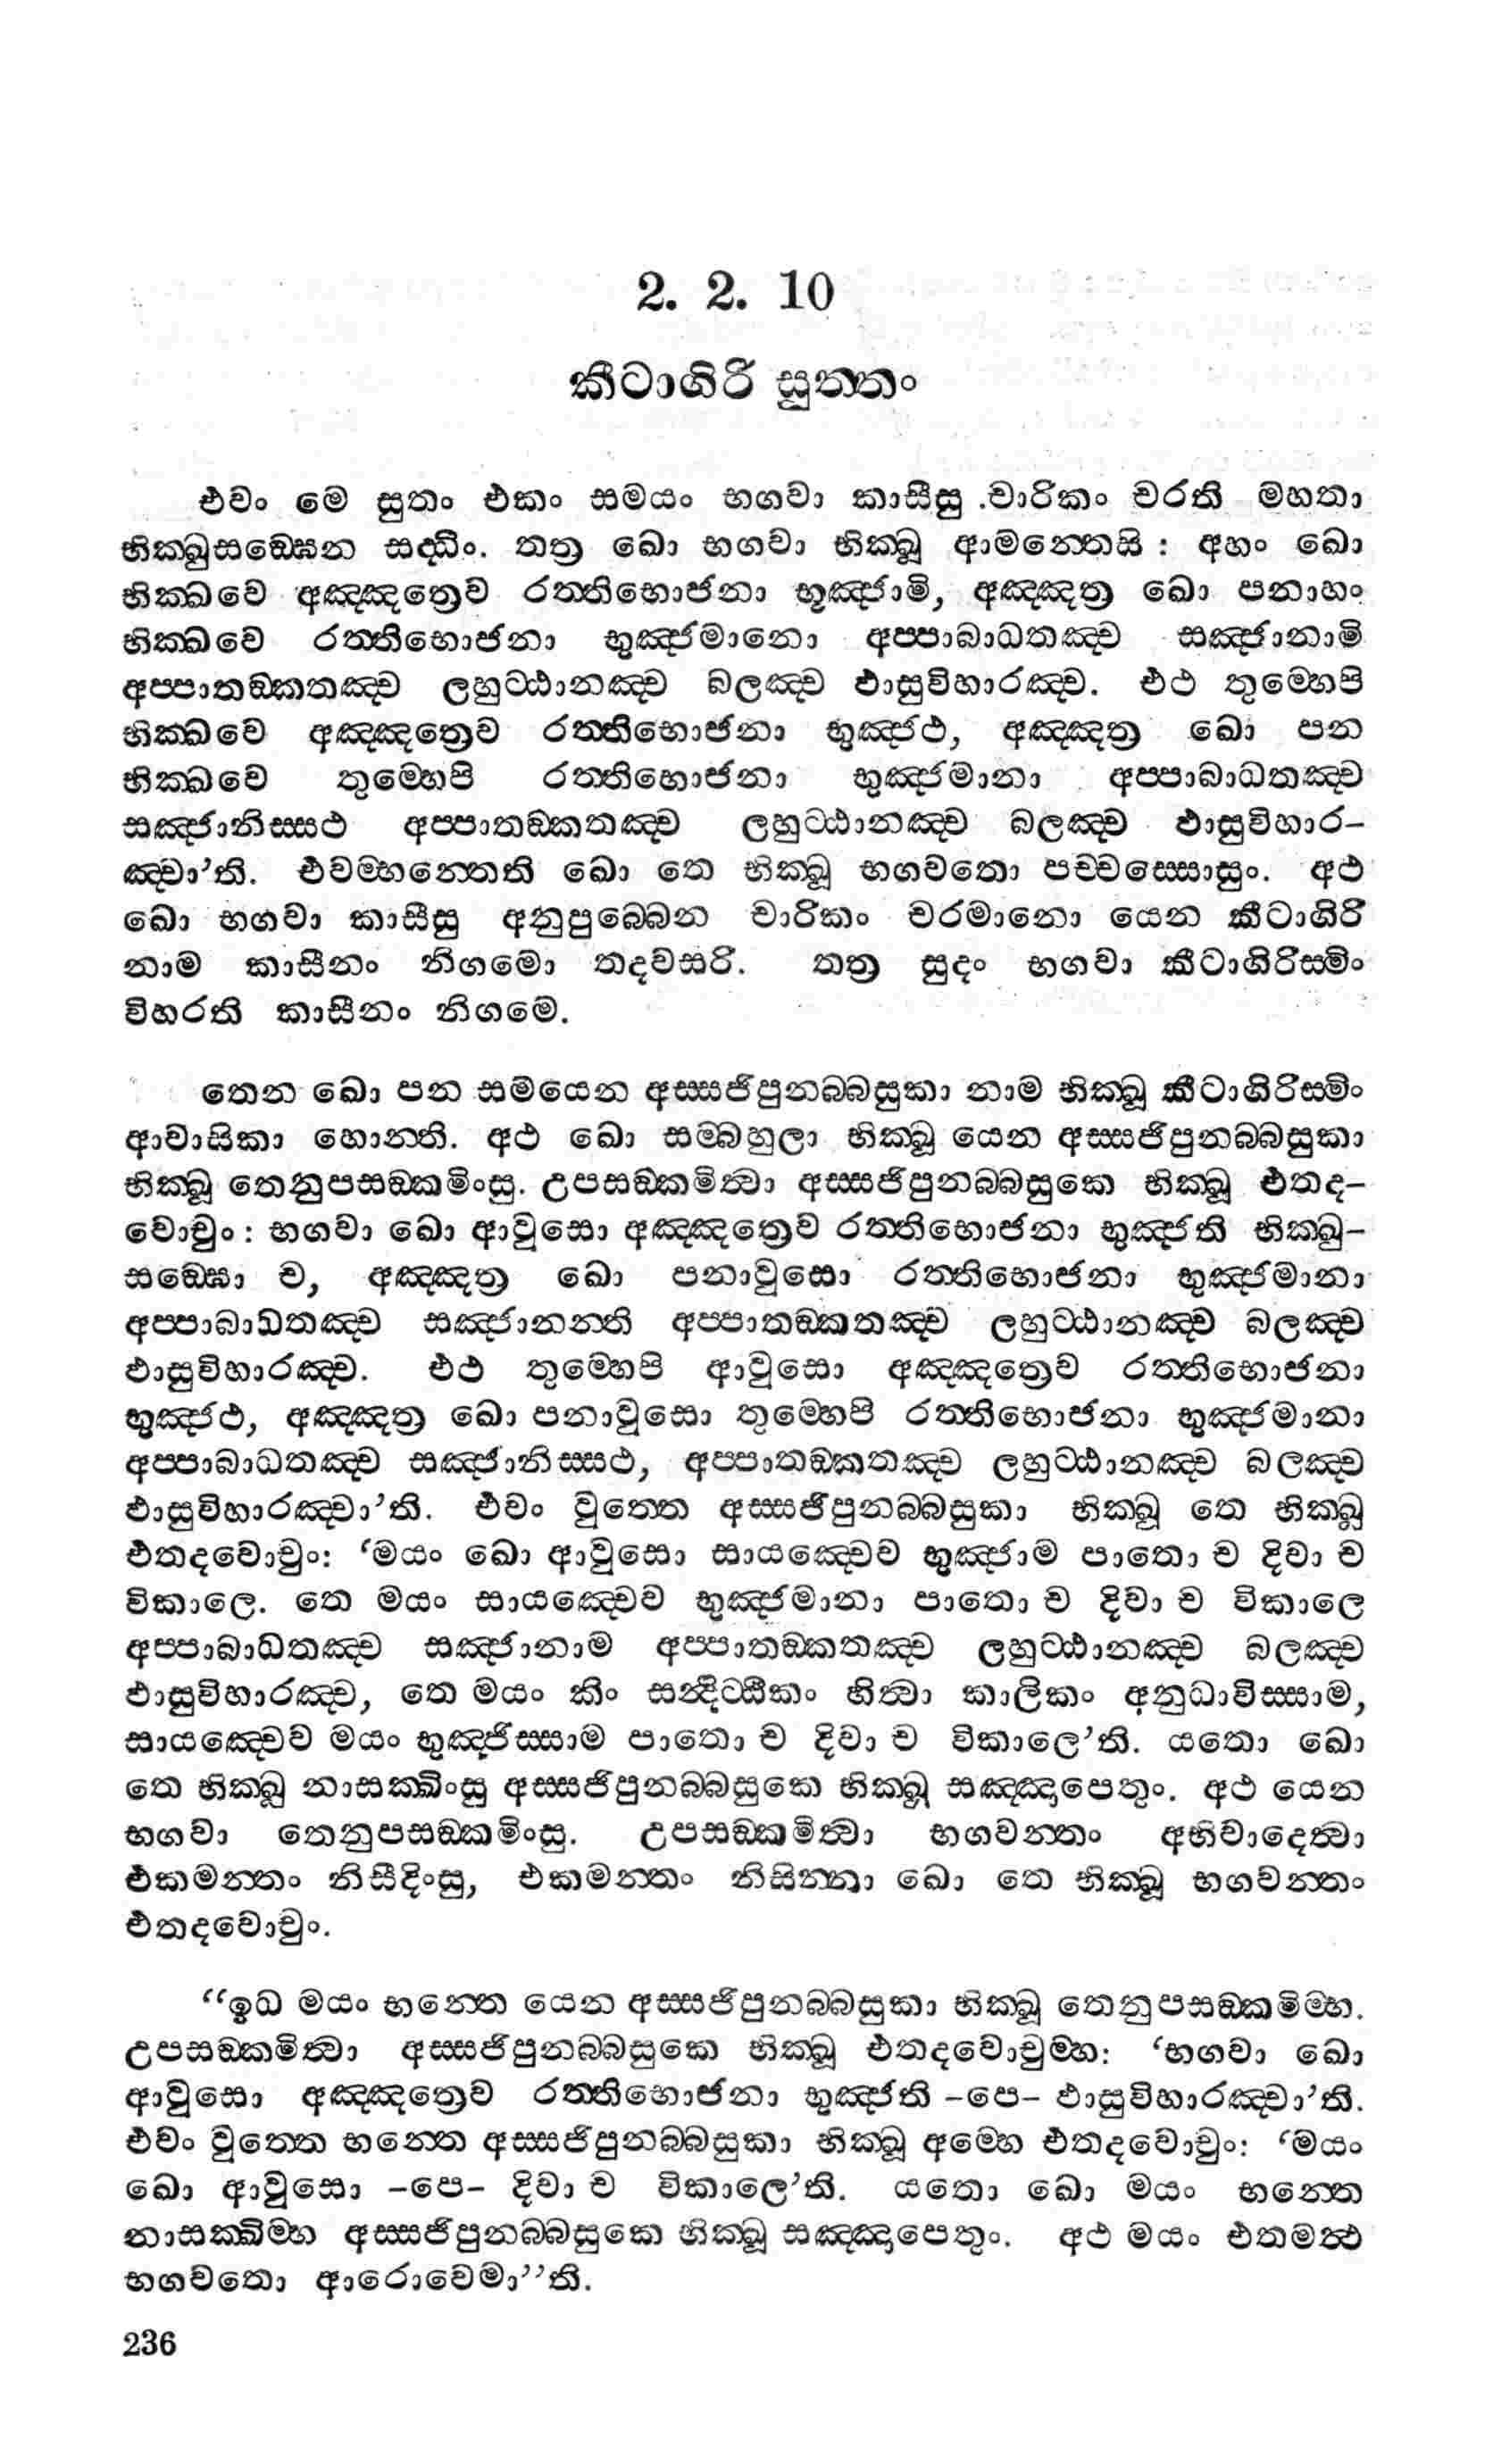 2. 2. 10
කීටාගිරි සුත්තං
එවං මෙ සුතං එකං සමයං භගවා කාසීසු චාරිකං චරති මහතා
භික්ඛුසඞ්ඝෙන සද්ධිං. තත්‍ර ඛො භගවා භික්ඛූ ආමන්තෙසි : අහං ඛො
භික්ඛවෙ අඤ්ඤත්‍රෙව රත්තිභොජනා භූඤ්ජාමි, අඤ්ඤත්‍ර ඛො පනාහං
භික්ඛවෙ රත්තිභොජනා භුඤ්ජමානො අප්පාබාධතඤ්ච සඤ්ජානාමි
අප්පාතඞ්කතඤ්ච ලහුට්ඨානඤ්ච බලඤ්ච ඵාසුවිහාරඤ්ච. එථ තුම්හෙපි
භික්ඛවෙ අඤ්ඤත්‍රෙව රත්තිභොජනා භුඤ්ජථ, අඤ්ඤත්‍ර ඛො පන
භික්ඛවෙ තුම්හෙපි රත්තිභොජනා භුඤ්ජමානා අප්පාබාධතඤ්ච
සඤ්ජානිස්සථ අප්පාතඞ්කතඤ්ච ලහුට්ඨානඤ්ච බලඤ්ච ඵාසුවිහාර-
ඤ්චා’ති. එවම්භන්තෙති ඛො තෙ භික්ඛූ භගවතො පච්චස්සොසුං. අථ
ඛො භගවා කාසීසු අනුපුබ්බෙන චාරිකං චරමානො යෙන කීටාගිරි
නාම කාසීනං නිගමො තදවසරි. තත්‍ර සුදං භගවා කීටාගිරිස්මිං
විහරති කාසීනං නිගමෙ.
තෙන ඛො පන සමයෙන අස්සජිපුනබ්බසුකා නාම භික්ඛූ කීටාගිරිස්මිං
ආවාසිකා හොන්ති. අථ ඛො සම්බහුලා භික්ඛූ යෙන අස්සජිපුනබ්බසුකා
භික්ඛූ තෙනුපසඞ්කමිංසු. උපසඞ්කමිත්වා අස්සජිපුනබ්බසුකෙ භික්ඛූ එතද-
වොචුං : භගවා ඛො ආවුසො අඤ්ඤත්‍රෙව රත්තිභොජනා භුඤ්ජති භික්ඛු-
සඞ්ඝො ච, අඤ්ඤත්‍ර ඛො පනාවුසො රත්තිභොජනා භුඤ්ජමානා
අප්පාබාධතඤ්ච සඤ්ජානන්ති අප්පාතඞ්කතඤ්ච ලහුට්ඨානඤ්ච බලඤ්ච
ඵාසුවිහාරඤ්ච. එථ තුම්හෙපි ආවුසො අඤ්ඤත්‍රෙව රත්තිභොජනා
භුඤ්ජථ, අඤ්ඤත්‍ර ඛො පනාවුසො තුම්හෙපි රත්තිභොජනා භුඤ්ජමානා
අප්පාබාධතඤ්ච සඤ්ජානිස්සථ, අප්පාතඞ්කතඤ්ච ලහුට්ඨානඤ්ච බලඤ්ච
ඵාසුවිහාරඤ්චා’ති. එවං වුත්තෙ අස්සජිපුනබ්බසුකා භික්ඛූ තෙ භික්ඛූ
එතදවොචුං: ‘මයං ඛො ආවුසො සායඤ්චෙව භුඤ්ජාම පාතො ච දිවා ච
විකාලෙ. තෙ මයං සායඤ්චෙව භුඤ්ජමානා පාතො ච දිවා ච විකාලෙ
අප්පාබාධතඤ්ච සඤ්ජානාම අප්පාතඞ්කතඤ්ච ලහුට්ඨානඤ්ච බලඤ්ච
ඵාසුවිහාරඤ්ච, තෙ මයං කිං සන්දිට්ඨිකං හිත්වා කාලිකං අනුධාවිස්සාම,
සායඤ්චෙව මයං භුඤ්ජිස්සාම පාතො ච දිවා ච විකාලෙ’ති. යතො ඛො
තෙ භික්ඛූ නාසක්ඛිංසු අස්සජිපුනබ්බසුකෙ භික්ඛූ සඤ්ඤාපෙතුං. අථ යෙන
භගවා තෙනුපසඞ්කමිංසු. උපසඞ්කමිත්වා භගවන්තං අභිවාදෙත්වා
එකමන්තං නිසීදිංසු, එකමන්තං නිසින්නා ඛො තෙ භික්ඛූ භගවන්තං
එතදවොචුං.
‘‘ඉධ මයං භන්තෙ යෙන අස්සජිපුනබ්බසුකා භික්ඛූ තෙනුපසඞ්කමිම්භ.
උපසඞ්කමිත්වා අස්සජිපුනබ්බසුකෙ භික්ඛූ එතදවොචුම්හ: ‘භගවා ඛො
ආවුසො අඤ්ඤත්‍රෙව රත්තිභොජනා භුඤ්ජති -පෙ- ඵාසුවිහාරඤ්චා’ති.
එවං වුත්තෙ භන්තෙ අස්සජිපුනබ්බසුකා භික්ඛූ අම්හෙ එතදවොචුං: ‘මයං
ඛො ආවුසො -පෙ- දිවා ච විකාලෙ’ති. යතො ඛො මයං භන්තෙ
නාසක්ඛිම්හ අස්සජිපුනබ්බසුකෙ භික්ඛූ සඤ්ඤාපෙතුං. අථ මයං එතමත්ථ
භගවතො ආරොවෙමා’’ති.
236